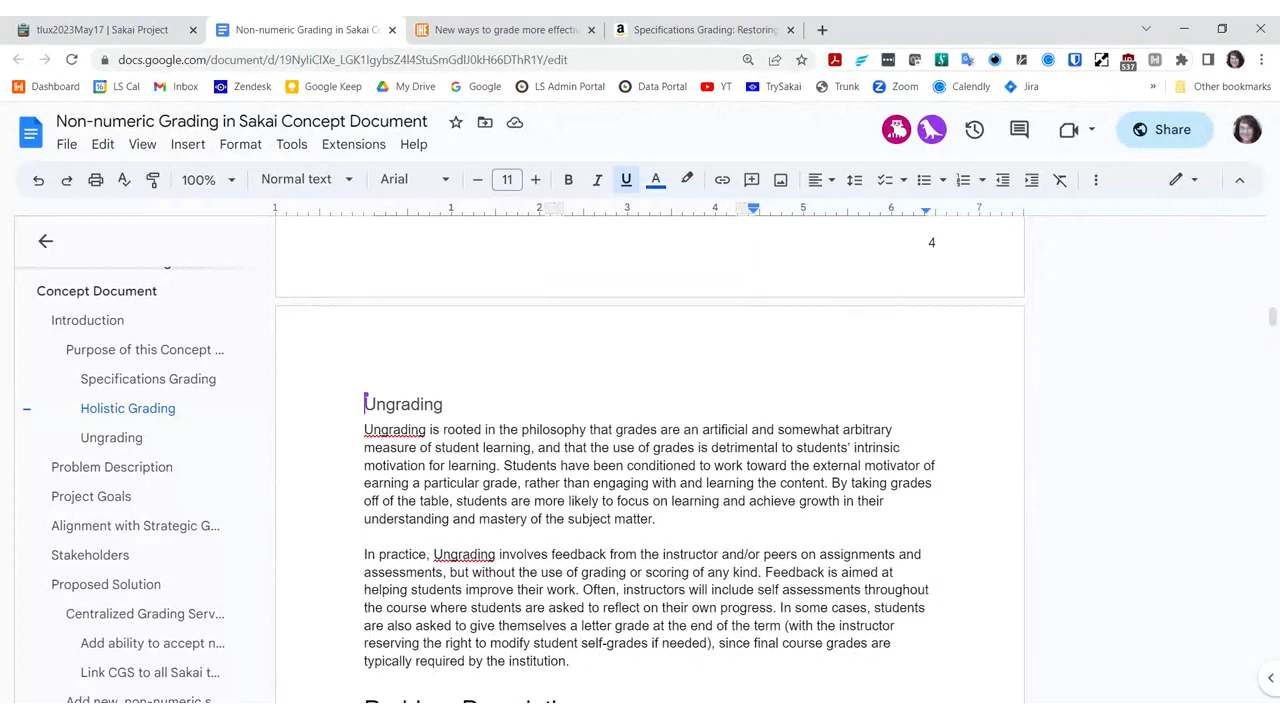 tlux2023May17 | Sakai Project
Non-numeric Grading in Sakai C
New ways to grade more effecti
Specifications Grading: Restoring
docs.google.com/document/d/
/edit
Dashboard
LS Cal
Inbox
Zendesk
Google Keep
My Drive
Google
LS Admin Portal
Data Portal
YT
TrySakai
Trunk
Zoom
Calendly
Jira
»
Other bookmarks
537
Non-numeric Grading in Sakai Concept Document
File Edit View Insert Format Tools Extensions Help
Share
100% Normal text Arial 11
1 1 2 3 4 5 6 7
4
Concept Document
Introduction
Purpose of this Concept ...
Specifications Grading
Holistic Grading
Ungrading
Problem Description
Project Goals
Alignment with Strategic G...
Stakeholders
Proposed Solution
Centralized Grading Serv...
Add ability to accept n...
Link CGS to all Sakai t...
Add new, non-numeric s
Ungrading
Ungrading is rooted in the philosophy that grades are an artificial and somewhat arbitrary
measure of student learning, and that the use of grades is detrimental to students’ intrinsic
motivation for learning. Students have been conditioned to work toward the external motivator of
earning a particular grade, rather than engaging with and learning the content. By taking grades
off of the table, students are more likely to focus on learning and achieve growth in their
understanding and mastery of the subject matter.
In practice, Ungrading involves feedback from the instructor and/or peers on assignments and
assessments, but without the use of grading or scoring of any kind. Feedback is aimed at
helping students improve their work. Often, instructors will include self assessments throughout
the course where students are asked to reflect on their own progress. In some cases, students
are also asked to give themselves a letter grade at the end of the term (with the instructor
reserving the right to modify student self-grades if needed), since final course grades are
typically required by the institution.